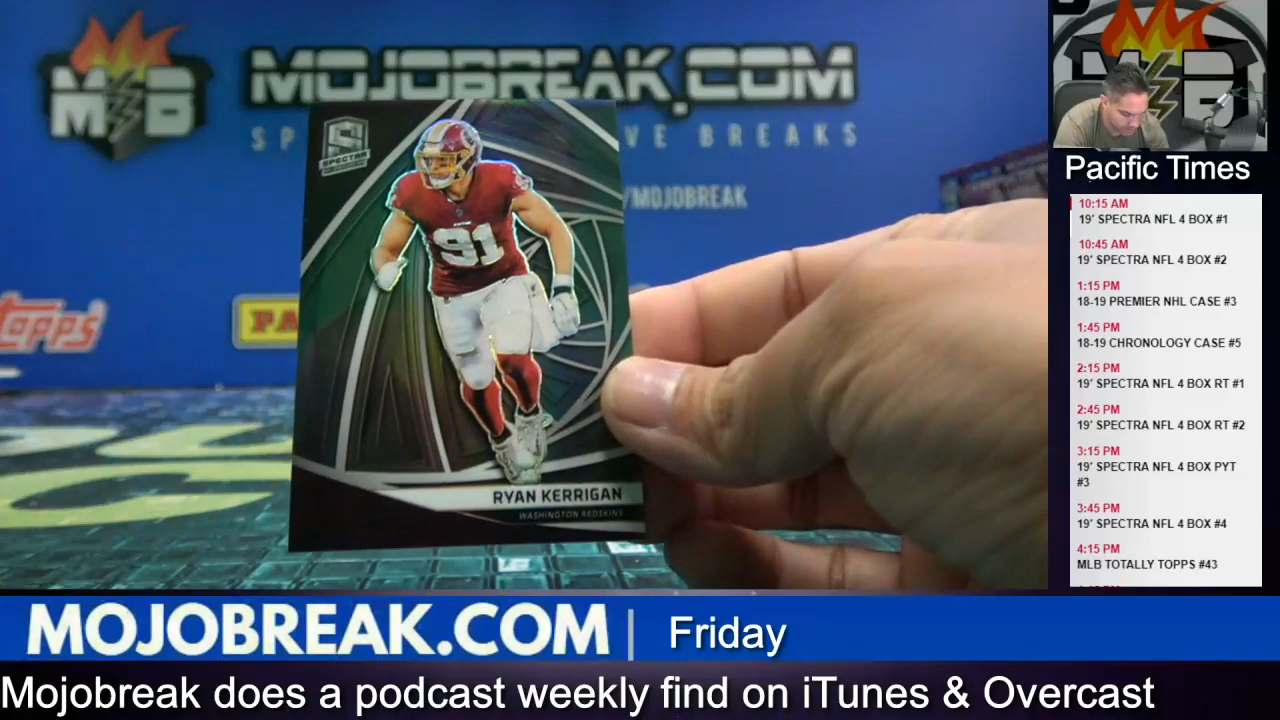 MB
MOJOBREAK.COM
SP VE BREAKS
/MOJOBREAK
Topps
PA
SPECTRA
91
RYAN KERRIGAN
WASHINGTON REDSKINS
Pacific Times
10:15 AM
19' SPECTRA NFL 4 BOX #1
10:45 AM
19' SPECTRA NFL 4 BOX #2
1:15 PM
18-19 PREMIER NHL CASE #3
1:45 PM
18-19 CHRONOLOGY CASE #5
2:15 PM
19' SPECTRA NFL 4 BOX RT #1
2:45 PM
19' SPECTRA NFL 4 BOX RT #2
3:15 PM
19' SPECTRA NFL 4 BOX PYT
#3
3:45 PM
19' SPECTRA NFL 4 BOX #4
4:15 PM
MLB TOTALLY TOPPS #43
MOJOBREAK.COM | Friday
Mojobreak does a podcast weekly find on iTunes & Overcast